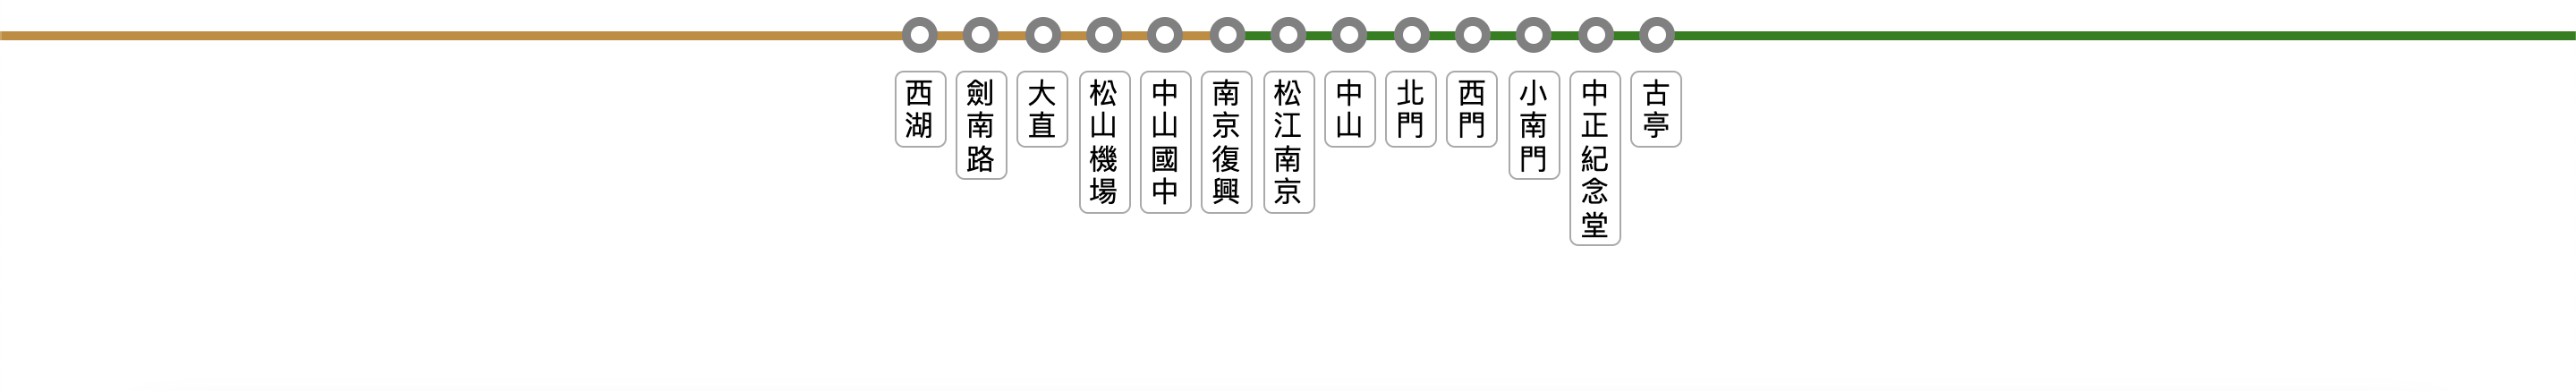 西湖
劍南路
大直
松山機場
中山國中
南京復興
松江南京
中山
北門
西門
小南門
中正紀念堂
古亭